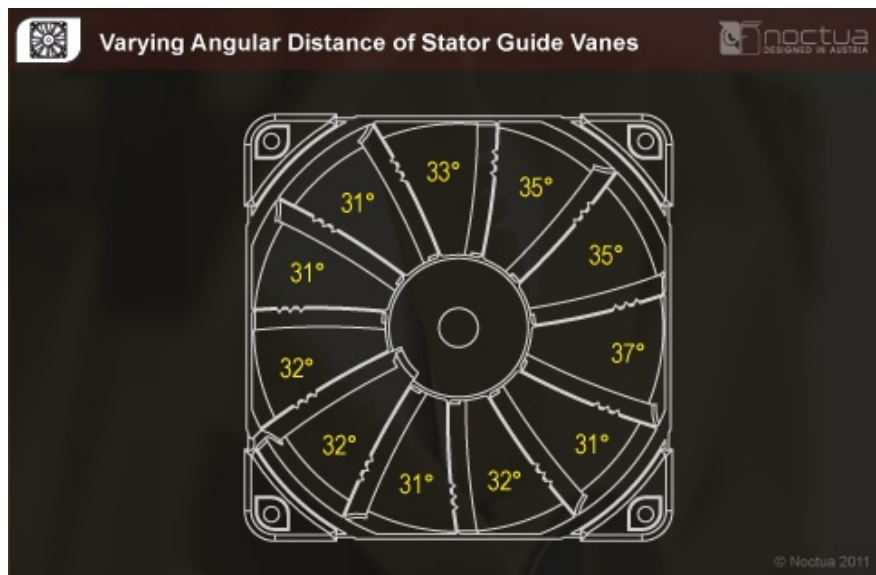 Varying Angular Distance of Stator Guide Vanes
noctua
DESIGNED IN AUSTRIA
33°
31°
35°
31°
35°
32°
37°
32°
31°
31°
32°
© Noctua 2011